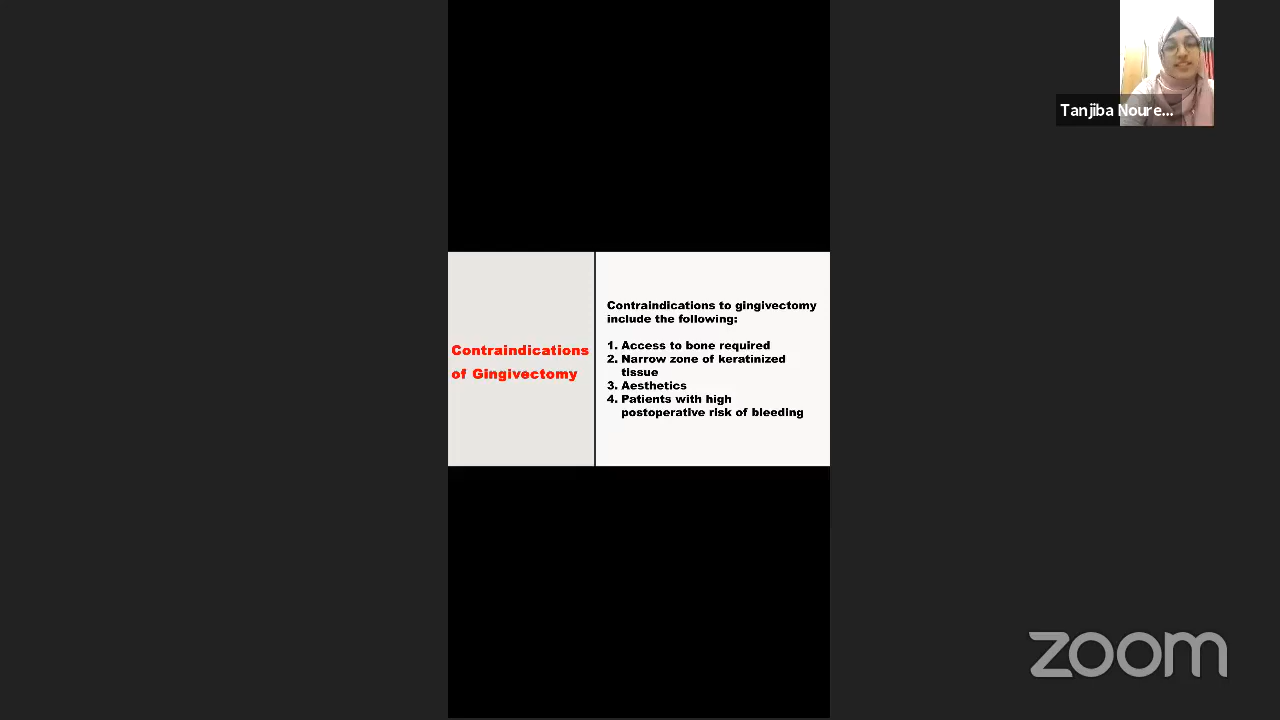 Tanjiba Noure...
Contraindications
of Gingivectomy
Contraindications to gingivectomy
include the following:
1. Access to bone required
2. Narrow zone of keratinized
tissue
3. Aesthetics
4. Patients with high
postoperative risk of bleeding
zoom